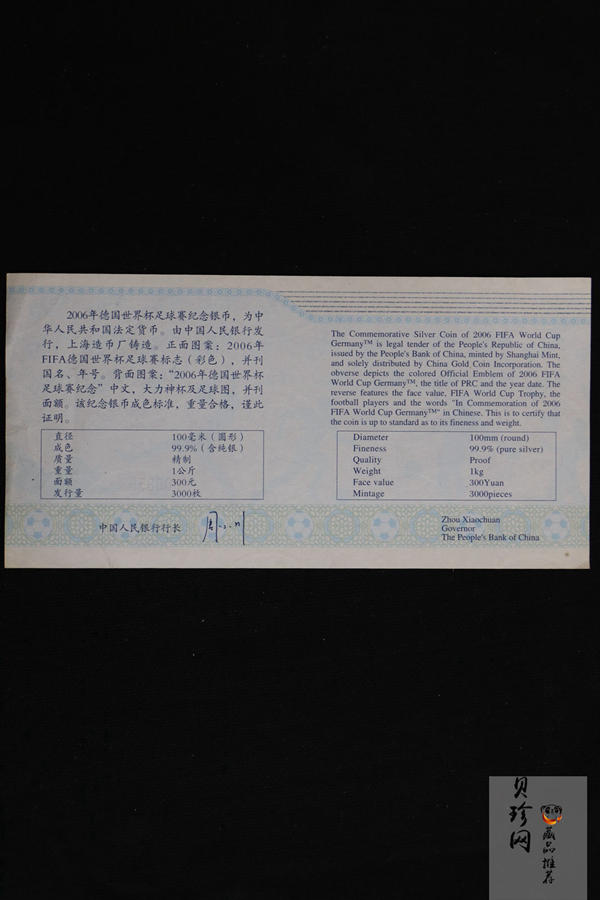 2006年德国世界杯足球赛纪念银币，为中
华人民共和国法定货币。由中国人民银行发
行，上海造币厂铸造。正面图案：2006年
FIFA德国世界杯足球赛标志（彩色），并刊
国名、年号。背面图案：“2006年德国世界杯
足球赛纪念”中文，大力神杯及足球图，并刊
面额。该纪念银币成色标准，重量合格，谨此
证明。
直径 100毫米（圆形）
成色 99.9%（含纯银）
质量 精制
重量 1公斤
面额 300元
发行量 3000枚
中国人民银行行长 周小川
The Commemorative Silver Coin of 2006 FIFA World Cup
Germany™ is legal tender of the People's Republic of China,
issued by the People's Bank of China, minted by Shanghai Mint,
and solely distributed by China Gold Coin Incorporation. The
obverse depicts the colored Official Emblem of 2006 FIFA
World Cup Germany™, the title of PRC and the year date. The
reverse features the face value, FIFA World Cup Trophy, the
football players and the words "In Commemoration of 2006
FIFA World Cup Germany™" in Chinese. This is to certify that
the coin is up to standard as to its fineness and weight.
Diameter 100mm (round)
Fineness 99.9% (pure silver)
Quality Proof
Weight 1kg
Face value 300Yuan
Mintage 3000pieces
Zhou Xiaochuan
Governor
The People's Bank of China
贝珍网
藏品推荐